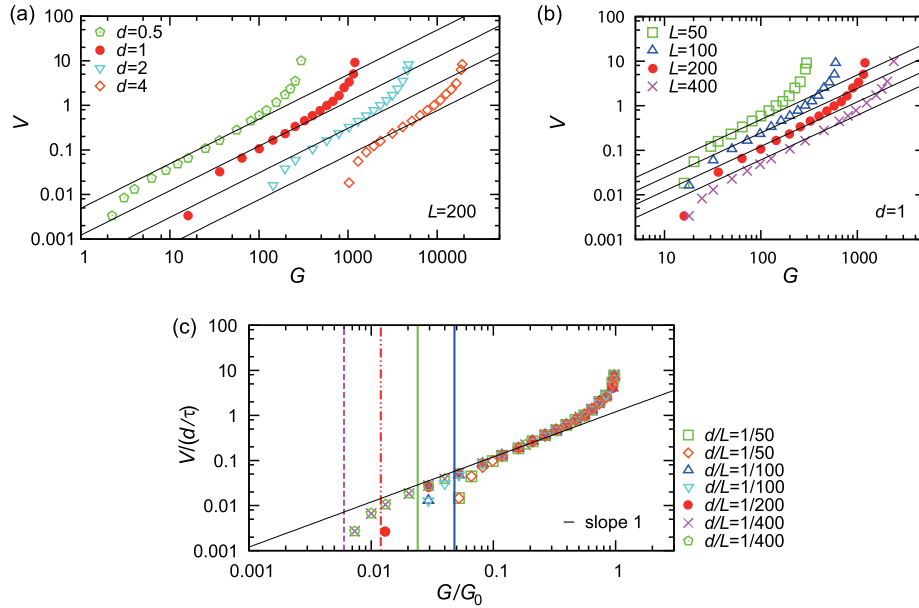 (a)
100
10
1
0.1
0.01
0.001
V
d=0.5
d=1
d=2
d=4
L=200
1
10
100
1000
10000
G
(b)
100
10
1
0.1
0.01
0.001
V
L=50
L=100
L=200
L=400
d=1
10
100
1000
G
(c)
100
10
1
0.1
0.01
0.001
V/(d/τ)
– slope 1
0.001
0.01
0.1
1
G/G₀
d/L=1/50
d/L=1/50
d/L=1/100
d/L=1/100
d/L=1/200
d/L=1/400
d/L=1/400